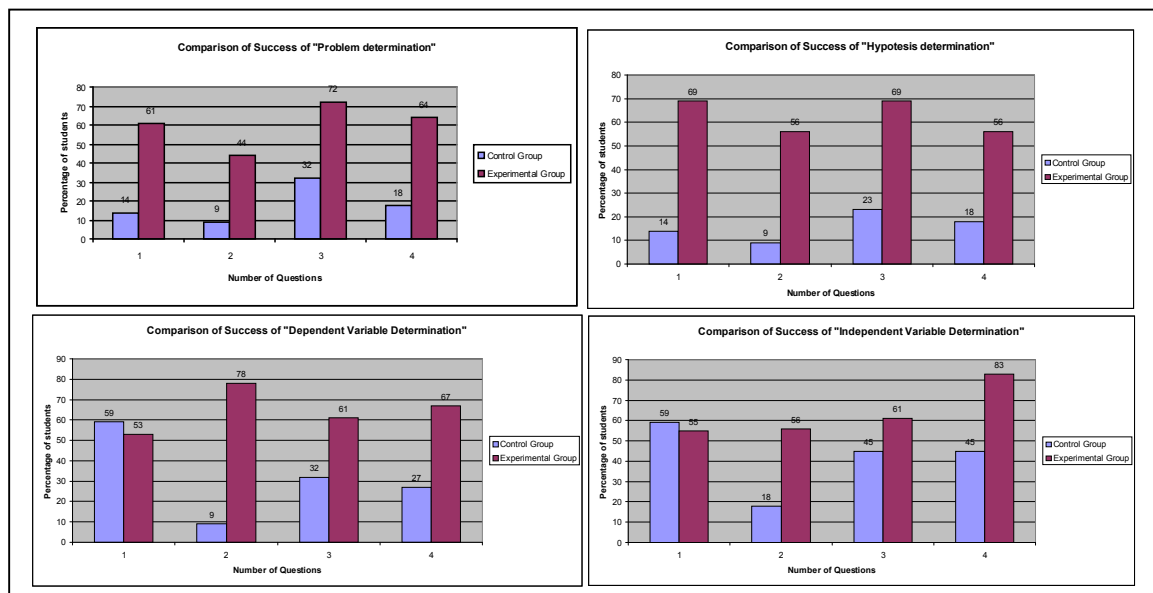 Comparison of Success of "Problem determination"
80
70
60
50
40
30
20
10
0
Percentage of students
14
61
9
44
32
72
18
64
1 2 3 4
Number of Questions
Control Group
Experimental Group
Comparison of Success of "Hypotesis determination"
80
70
60
50
40
30
20
10
0
Percentage of students
14
69
9
56
23
69
18
56
1 2 3 4
Number of Questions
Control Group
Experimental Group
Comparison of Success of "Dependent Variable Determination"
90
80
70
60
50
40
30
20
10
0
Percentage of students
59
53
9
78
32
61
27
67
1 2 3 4
Number of Questions
Control Group
Experimental Group
Comparison of Success of "Independent Variable Determination"
90
80
70
60
50
40
30
20
10
0
Percentage of students
59
55
18
56
45
61
45
83
1 2 3 4
Number of Questions
Control Group
Experimental Group